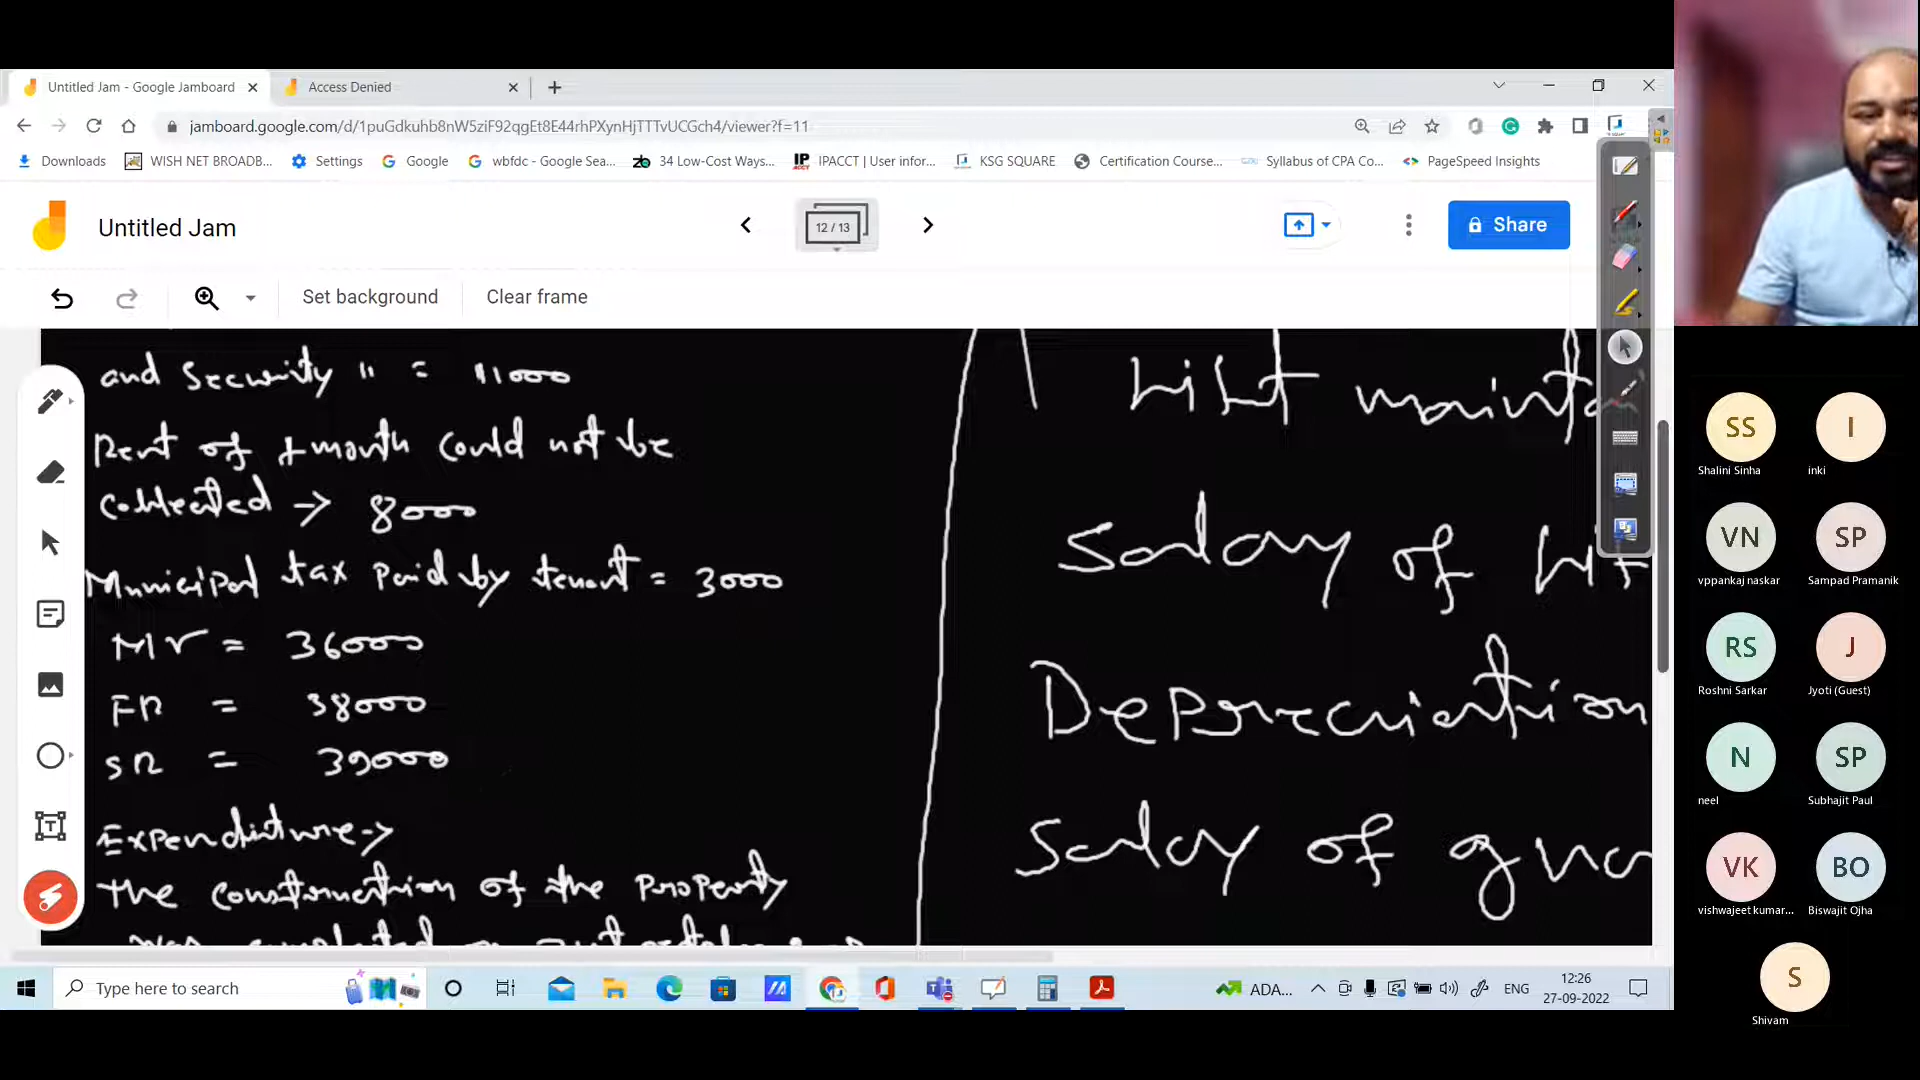 Untitled Jam - Google Jamboard
Access Denied
jamboard.google.com/d/1puGdkuhb8nW5ziF92qgEt8E44rhPXynHjTTTvUCGch4/viewer?f=11
Downloads
WISH NET BROADB...
Settings
Google
wbfdc - Google Sea...
34 Low-Cost Ways...
IPACCT | User infor...
KSG SQUARE
Certification Course...
Syllabus of CPA Co...
PageSpeed Insights
Untitled Jam
12 / 13
Share
Set background
Clear frame
and Security " = 11000
Rent of 1 month could not be
collected → 8000
Municipal tax paid by tenant = 3000
MV = 36000
FR = 38000
SR = 39000
Expenditure →
the construction of the property
was completed on
Lift mainta
Salary of Lif
Depreciation
Salary of gua
SS
Shalini Sinha
I
inki
VN
vppankaj naskar
SP
Sampad Pramanik
RS
Roshni Sarkar
J
Jyoti (Guest)
N
neel
SP
Subhajit Paul
VK
vishwajeet kumar...
BO
Biswajit Ojha
S
Shivam
Type here to search
ADA...
ENG
12:26
27-09-2022